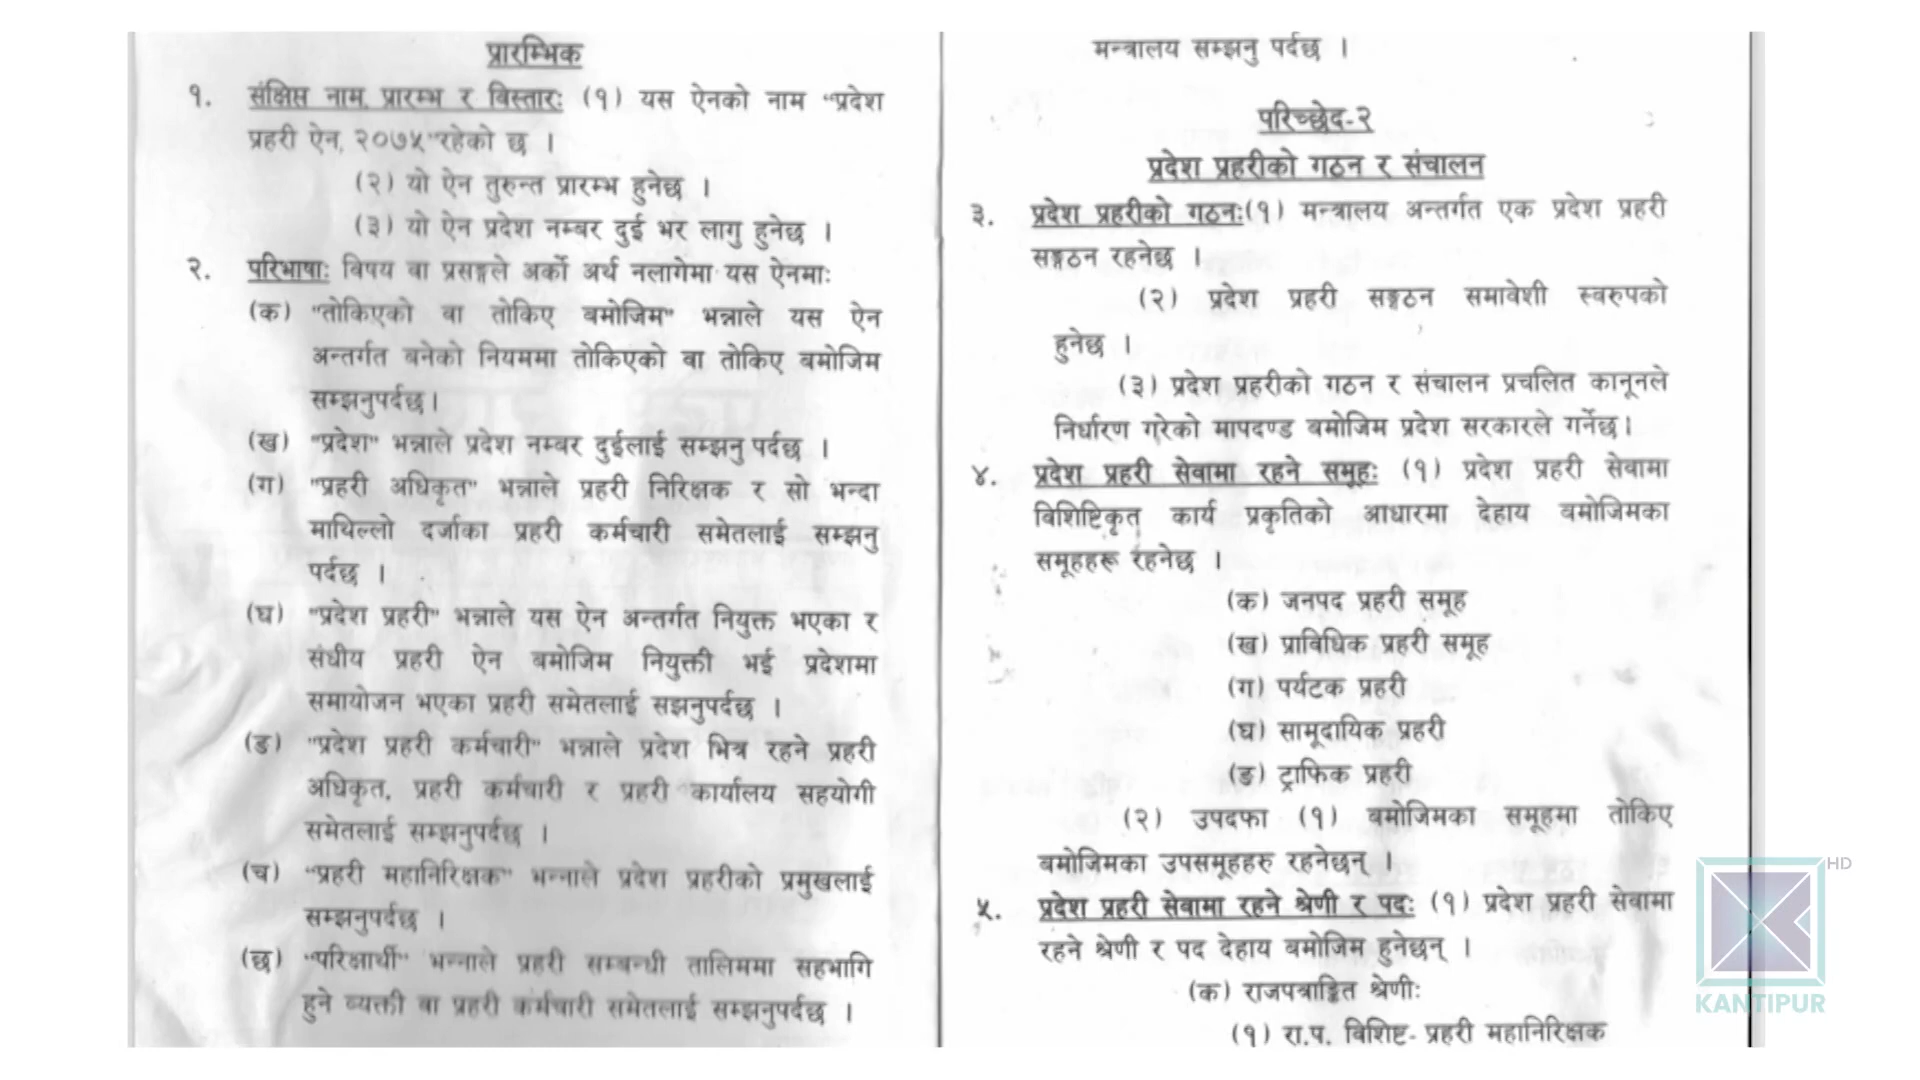 प्रारम्भिक
१. संक्षिप्त नाम, प्रारम्भ र विस्तारः (१) यस ऐनको नाम "प्रदेश
प्रहरी ऐन, २०७५"रहेको छ ।
(२) यो ऐन तुरुन्त प्रारम्भ हुनेछ ।
(३) यो ऐन प्रदेश नम्बर दुई भर लागु हुनेछ ।
२. परिभाषाः विषय वा प्रसङ्गले अर्को अर्थ नलागेमा यस ऐनमाः
(क) "तोकिएको वा तोकिए बमोजिम" भन्नाले यस ऐन
अन्तर्गत बनेको नियममा तोकिएको वा तोकिए बमोजिम
सम्झनुपर्दछ।
(ख) "प्रदेश" भन्नाले प्रदेश नम्बर दुईलाई सम्झनु पर्दछ ।
(ग) "प्रहरी अधिकृत" भन्नाले प्रहरी निरिक्षक र सो भन्दा
माथिल्लो दर्जाका प्रहरी कर्मचारी समेतलाई सम्झनु
पर्दछ ।
(घ) "प्रदेश प्रहरी" भन्नाले यस ऐन अन्तर्गत नियुक्त भएका र
संघीय प्रहरी ऐन बमोजिम नियुक्ती भई प्रदेशमा
समायोजन भएका प्रहरी समेतलाई सझनुपर्दछ ।
(ङ) "प्रदेश प्रहरी कर्मचारी" भन्नाले प्रदेश भित्र रहने प्रहरी
अधिकृत, प्रहरी कर्मचारी र प्रहरी कार्यालय सहयोगी
समेतलाई सम्झनुपर्दछ ।
(च) "प्रहरी महानिरिक्षक" भन्नाले प्रदेश प्रहरीको प्रमुखलाई
सम्झनुपर्दछ ।
(छ) "परिक्षार्थी" भन्नाले प्रहरी सम्बन्धी तालिममा सहभागि
हुने व्यक्ती वा प्रहरी कर्मचारी समेतलाई सम्झनुपर्दछ ।
मन्त्रालय सम्झनु पर्दछ ।
परिच्छेद-२
प्रदेश प्रहरीको गठन र संचालन
३. प्रदेश प्रहरीको गठनः(१) मन्त्रालय अन्तर्गत एक प्रदेश प्रहरी
सङ्गठन रहनेछ ।
(२) प्रदेश प्रहरी सङ्गठन समावेशी स्वरुपको
हुनेछ ।
(३) प्रदेश प्रहरीको गठन र संचालन प्रचलित कानूनले
निर्धारण गरेको मापदण्ड बमोजिम प्रदेश सरकारले गर्नेछ।
४. प्रदेश प्रहरी सेवामा रहने समूहः (१) प्रदेश प्रहरी सेवामा
विशिष्टिकृत कार्य प्रकृतिको आधारमा देहाय बमोजिमका
समूहहरू रहनेछ ।
(क) जनपद प्रहरी समूह
(ख) प्राविधिक प्रहरी समूह
(ग) पर्यटक प्रहरी
(घ) सामूदायिक प्रहरी
(ङ) ट्राफिक प्रहरी
(२) उपदफा (१) बमोजिमका समूहमा तोकिए
बमोजिमका उपसमूहहरु रहनेछन् ।
५. प्रदेश प्रहरी सेवामा रहने श्रेणी र पदः (१) प्रदेश प्रहरी सेवामा
रहने श्रेणी र पद देहाय बमोजिम हुनेछन् ।
(क) राजपत्राङ्कित श्रेणीः
(१) रा.प. विशिष्ट- प्रहरी महानिरिक्षक
HD
KANTIPUR